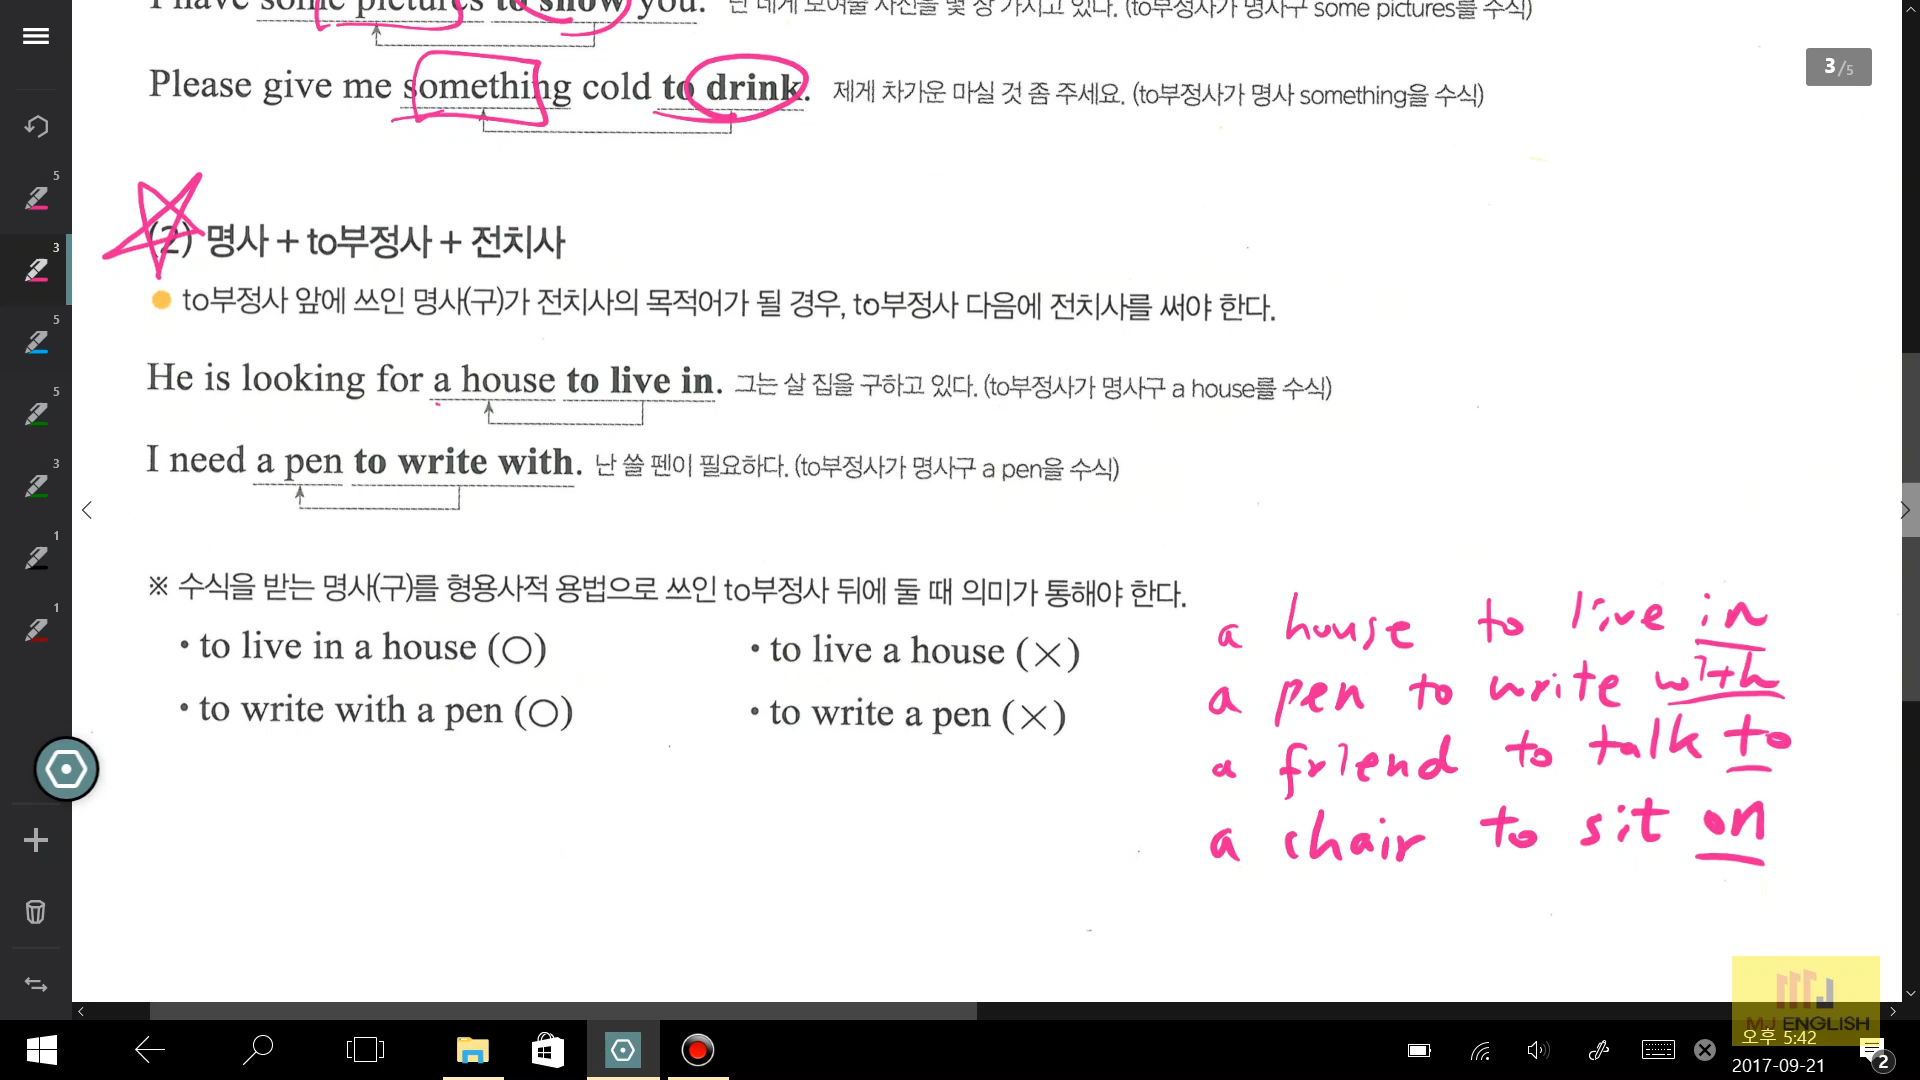 I have some pictures to show you. 난 네게 보여줄 사진을 몇 장 가지고 있다. (to부정사가 명사구 some pictures를 수식)
3/5
Please give me something cold to drink. 제게 차가운 마실 것 좀 주세요. (to부정사가 명사 something을 수식)
(2) 명사 + to부정사 + 전치사
to부정사 앞에 쓰인 명사(구)가 전치사의 목적어가 될 경우, to부정사 다음에 전치사를 써야 한다.
He is looking for a house to live in. 그는 살 집을 구하고 있다. (to부정사가 명사구 a house를 수식)
I need a pen to write with. 난 쓸 펜이 필요하다. (to부정사가 명사구 a pen을 수식)
※ 수식을 받는 명사(구)를 형용사적 용법으로 쓰인 to부정사 뒤에 둘 때 의미가 통해야 한다.
• to live in a house (○) • to live a house (×)
• to write with a pen (○) • to write a pen (×)
a house to live in
a pen to write with
a friend to talk to
a chair to sit on
5
3
5
5
3
1
1
MJ ENGLISH
오후 5:42
2017-09-21
2